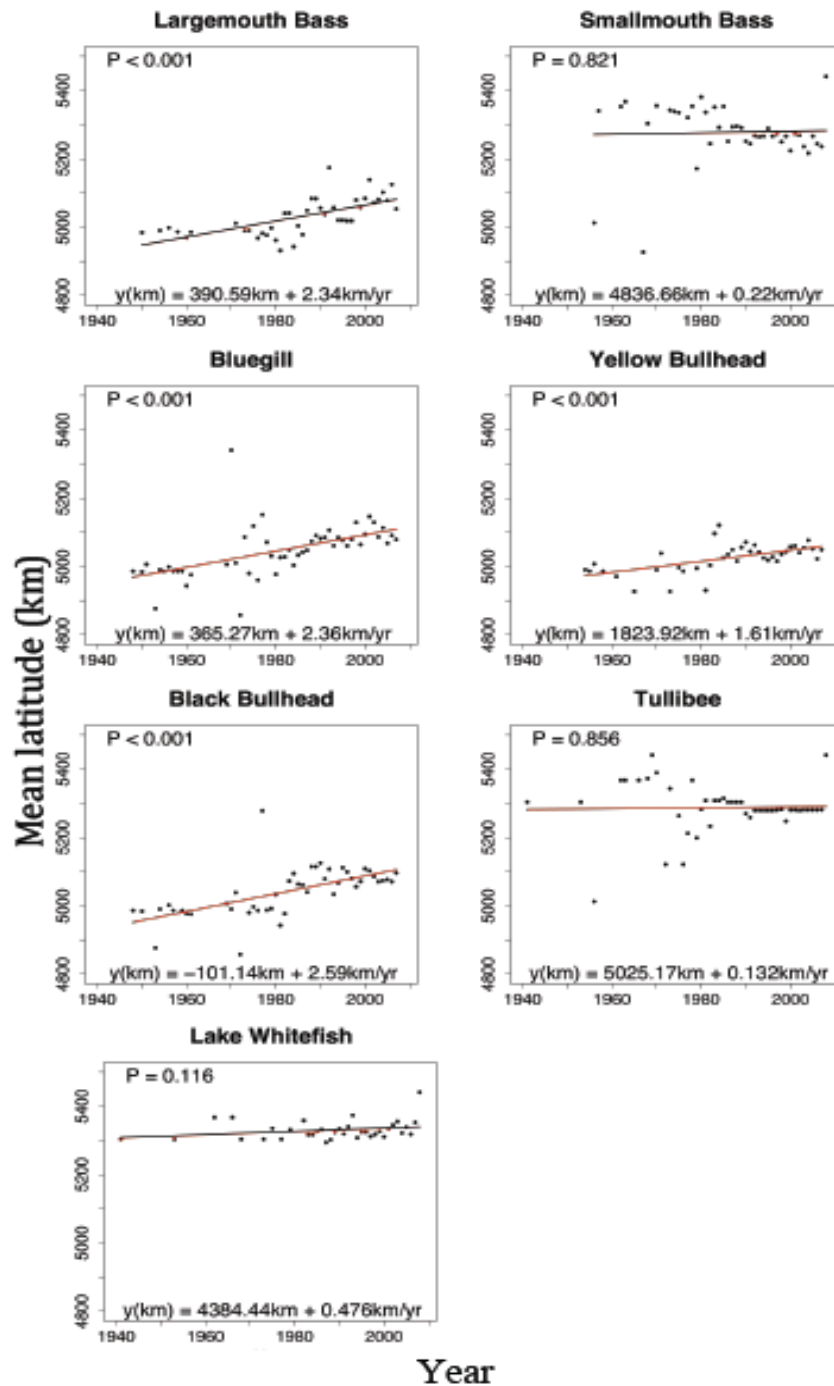 Largemouth Bass
P < 0.001
5400
5200
5000
4800
y(km) = 390.59km + 2.34km/yr
1940 1960 1980 2000
Smallmouth Bass
P = 0.821
5400
5200
5000
4800
y(km) = 4836.66km + 0.22km/yr
1940 1960 1980 2000
Bluegill
P < 0.001
5400
5200
5000
4800
y(km) = 365.27km + 2.36km/yr
1940 1960 1980 2000
Yellow Bullhead
P < 0.001
5400
5200
5000
4800
y(km) = 1823.92km + 1.61km/yr
1940 1960 1980 2000
Mean latitude (km)
Black Bullhead
P < 0.001
5400
5200
5000
4800
y(km) = −101.14km + 2.59km/yr
1940 1960 1980 2000
Tullibee
P = 0.856
5400
5200
5000
4800
y(km) = 5025.17km + 0.132km/yr
1940 1960 1980 2000
Lake Whitefish
P = 0.116
5400
5200
5000
4800
y(km) = 4384.44km + 0.476km/yr
1940 1960 1980 2000
Year